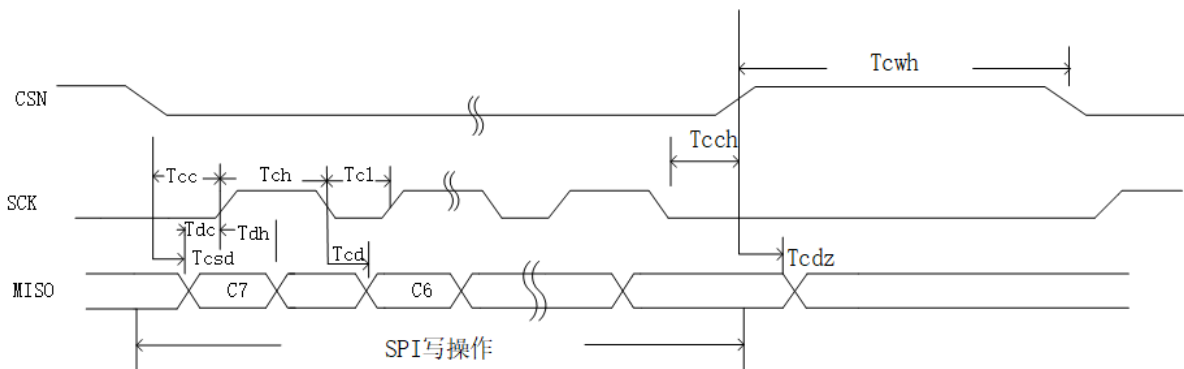 Tcwh
CSN
Tcch
Tcc Tch Tcl
SCK
Tdc Tdh
Tcsd Tcd Tcdz
MISO C7 C6
SPI写操作